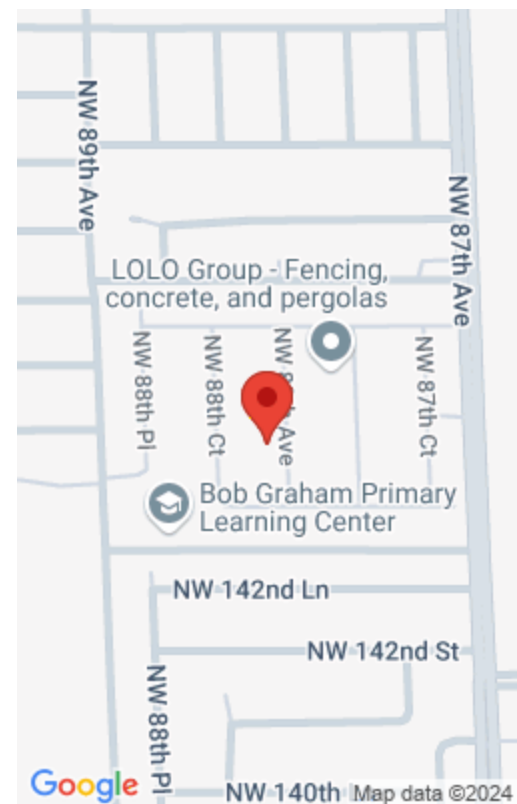 NW 89th Ave
NW 87th Ave
LOLO Group - Fencing,
concrete, and pergolas
NW 88th Pl
NW 88th Ct
NW
Ave
NW 87th Ct
Bob Graham Primary
Learning Center
NW 142nd Ln
NW 142nd St
NW 88th Pl
Google
NW 140th
Map data ©2024